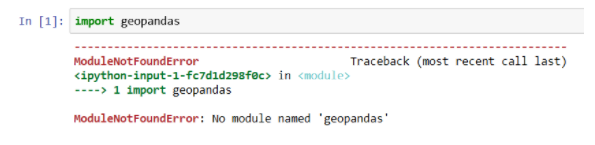 In [1]: import geopandas
---------------------------------------------------------------------------
ModuleNotFoundError                       Traceback (most recent call last)
<ipython-input-1-fc7d1d298f0c> in <module>
----> 1 import geopandas
ModuleNotFoundError: No module named 'geopandas'